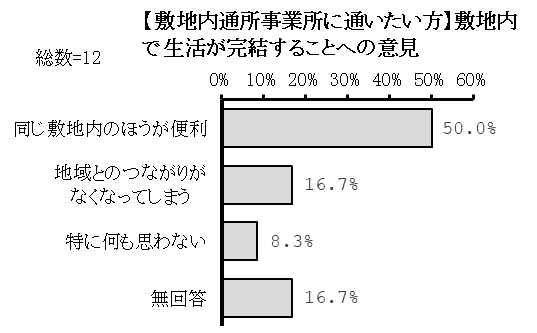 【敷地内通所事業所に通いたい方】敷地内
で生活が完結することへの意見
総数=12
0% 10% 20% 30% 40% 50% 60%
同じ敷地内のほうが便利 50.0%
地域とのつながりが
なくなってしまう 16.7%
特に何も思わない 8.3%
無回答 16.7%